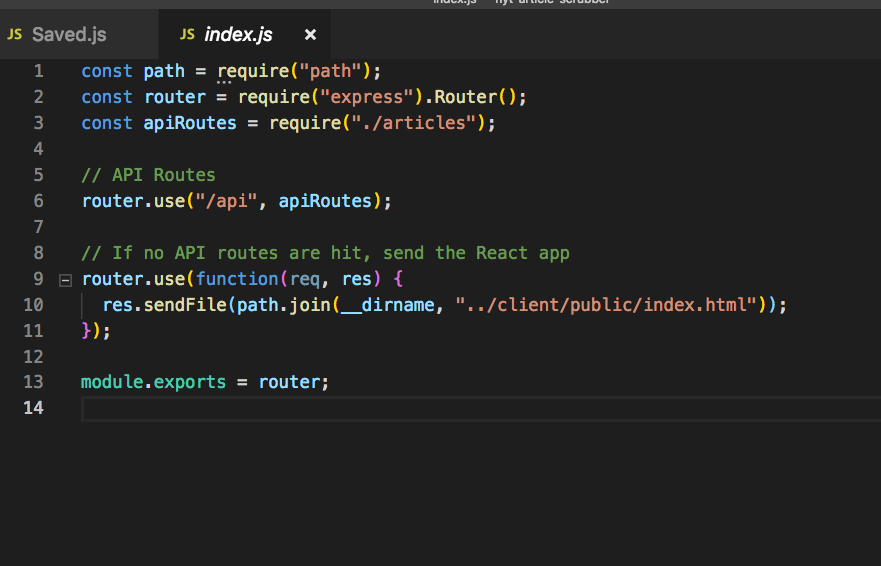 index.js — nyt-article-scrubber
JS Saved.js
JS index.js ×
1 const path = require("path");
2 const router = require("express").Router();
3 const apiRoutes = require("./articles");
4
5 // API Routes
6 router.use("/api", apiRoutes);
7
8 // If no API routes are hit, send the React app
9 router.use(function(req, res) {
10   res.sendFile(path.join(__dirname, "../client/public/index.html"));
11 });
12
13 module.exports = router;
14